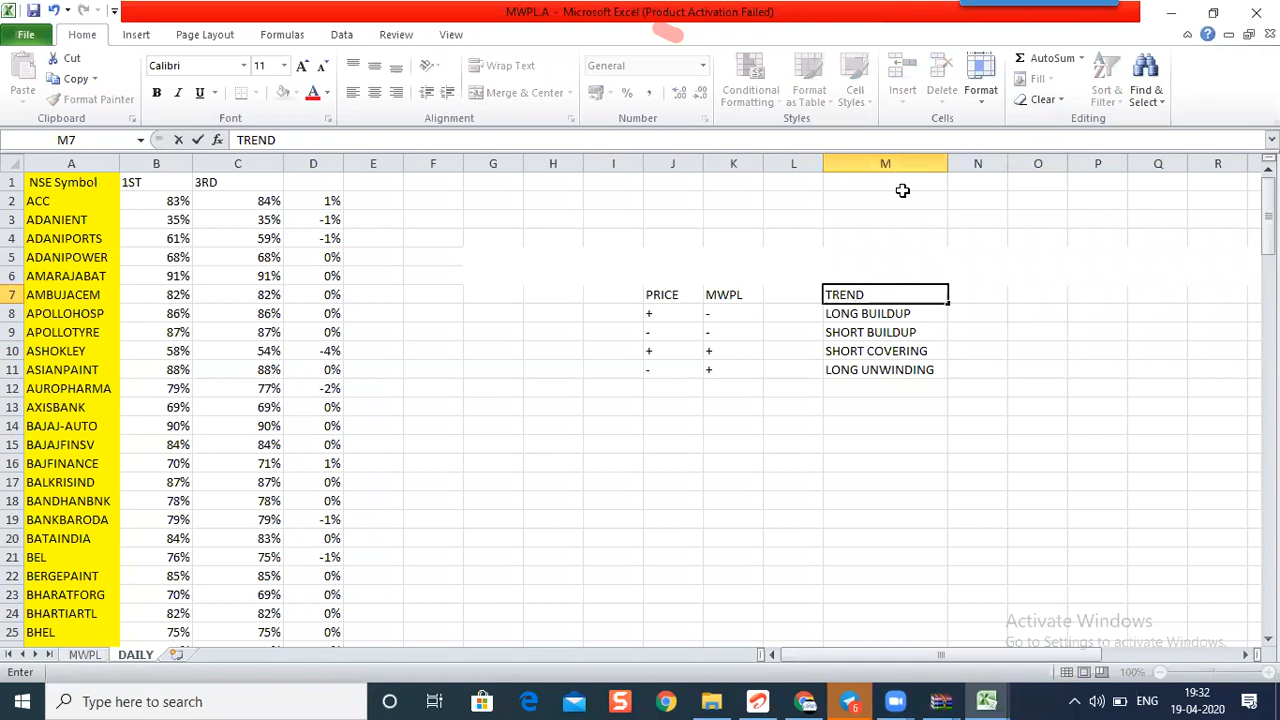 MWPL.A - Microsoft Excel (Product Activation Failed)
File Home Insert Page Layout Formulas Data Review View
Cut
Copy
Format Painter
Paste
Clipboard
Calibri 11
B I U
Font
Wrap Text
Merge & Center
Alignment
General
%
Number
Conditional Formatting
Format as Table
Cell Styles
Styles
Insert Delete Format
Cells
AutoSum
Fill
Clear
Sort & Filter
Find & Select
Editing
M7 TREND
A B C D E F G H I J K L M N O P Q R
1 NSE Symbol 1ST 3RD
2 ACC 83% 84% 1%
3 ADANIENT 35% 35% -1%
4 ADANIPORTS 61% 59% -1%
5 ADANIPOWER 68% 68% 0%
6 AMARAJABAT 91% 91% 0%
7 AMBUJACEM 82% 82% 0% PRICE MWPL TREND
8 APOLLOHOSP 86% 86% 0% + - LONG BUILDUP
9 APOLLOTYRE 87% 87% 0% - - SHORT BUILDUP
10 ASHOKLEY 58% 54% -4% + + SHORT COVERING
11 ASIANPAINT 88% 88% 0% - + LONG UNWINDING
12 AUROPHARMA 79% 77% -2%
13 AXISBANK 69% 69% 0%
14 BAJAJ-AUTO 90% 90% 0%
15 BAJAJFINSV 84% 84% 0%
16 BAJFINANCE 70% 71% 1%
17 BALKRISIND 87% 87% 0%
18 BANDHANBNK 78% 78% 0%
19 BANKBARODA 79% 79% -1%
20 BATAINDIA 84% 83% 0%
21 BEL 76% 75% -1%
22 BERGEPAINT 85% 85% 0%
23 BHARATFORG 70% 69% 0%
24 BHARTIARTL 82% 82% 0%
25 BHEL 75% 75% 0%
Activate Windows
Go to Settings to activate Windows.
MWPL DAILY
Enter 100%
Type here to search
6
ENG
19:32
19-04-2020